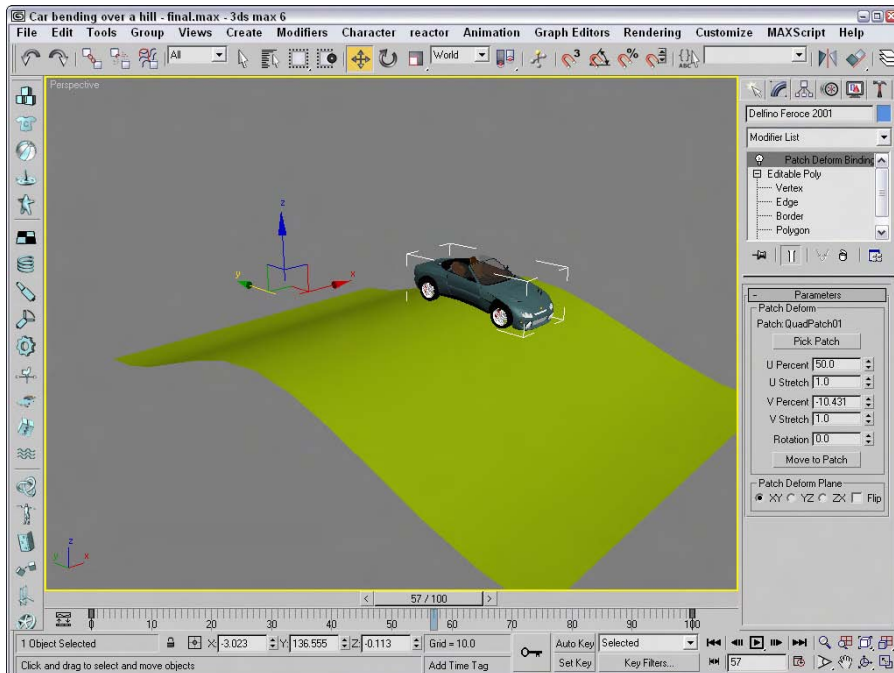 Car bending over a hill - final.max - 3ds max 6
File Edit Tools Group Views Create Modifiers Character reactor Animation Graph Editors Rendering Customize MAXScript Help
All World 3 % ABC
Perspective
z
y x
z
y x
Delfino Feroce 2001
Modifier List
Patch Deform Binding
Editable Poly
Vertex
Edge
Border
Polygon
- Parameters
Patch Deform
Patch: QuadPatch01
Pick Patch
U Percent 50.0
U Stretch 1.0
V Percent -10.431
V Stretch 1.0
Rotation 0.0
Move to Patch
Patch Deform Plane
XY YZ ZX Flip
< 57 / 100 >
0 10 20 30 40 50 60 70 80 90 100
1 Object Selected X: -3.023 Y: 136.555 Z: -0.113 Grid = 10.0 Auto Key Selected
Click and drag to select and move objects Add Time Tag Set Key Key Filters... 57